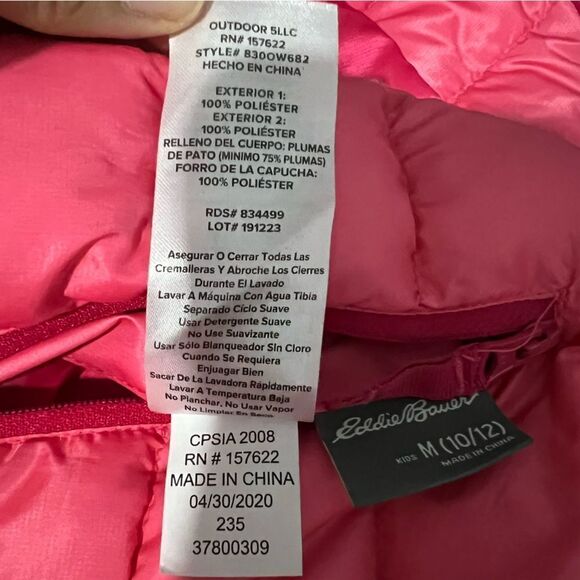 OUTDOOR 5LLC
RN# 157622
STYLE# 830OW682
HECHO EN CHINA
EXTERIOR 1:
100% POLIÉSTER
EXTERIOR 2:
100% POLIÉSTER
RELLENO DEL CUERPO: PLUMAS
DE PATO (MINIMO 75% PLUMAS)
FORRO DE LA CAPUCHA:
100% POLIÉSTER
RDS# 834499
LOT# 191223
Asegurar O Cerrar Todas Las
Cremalleras Y Abroche Los Cierres
Durante El Lavado
Lavar A Máquina Con Agua Tibia
Separado Ciclo Suave
Usar Detergente Suave
No Use Suavizante
Usar Sólo Blanqueador Sin Cloro
Cuando Se Requiera
Enjuagar Bien
Sacar De La Lavadora Rápidamente
Lavar A Temperatura Baja
No Planchar, No Usar Vapor
No Limpiar En Seco
CPSIA 2008
RN # 157622
MADE IN CHINA
04/30/2020
235
37800309
Eddie Bauer
KIDS M (10/12)
MADE IN CHINA